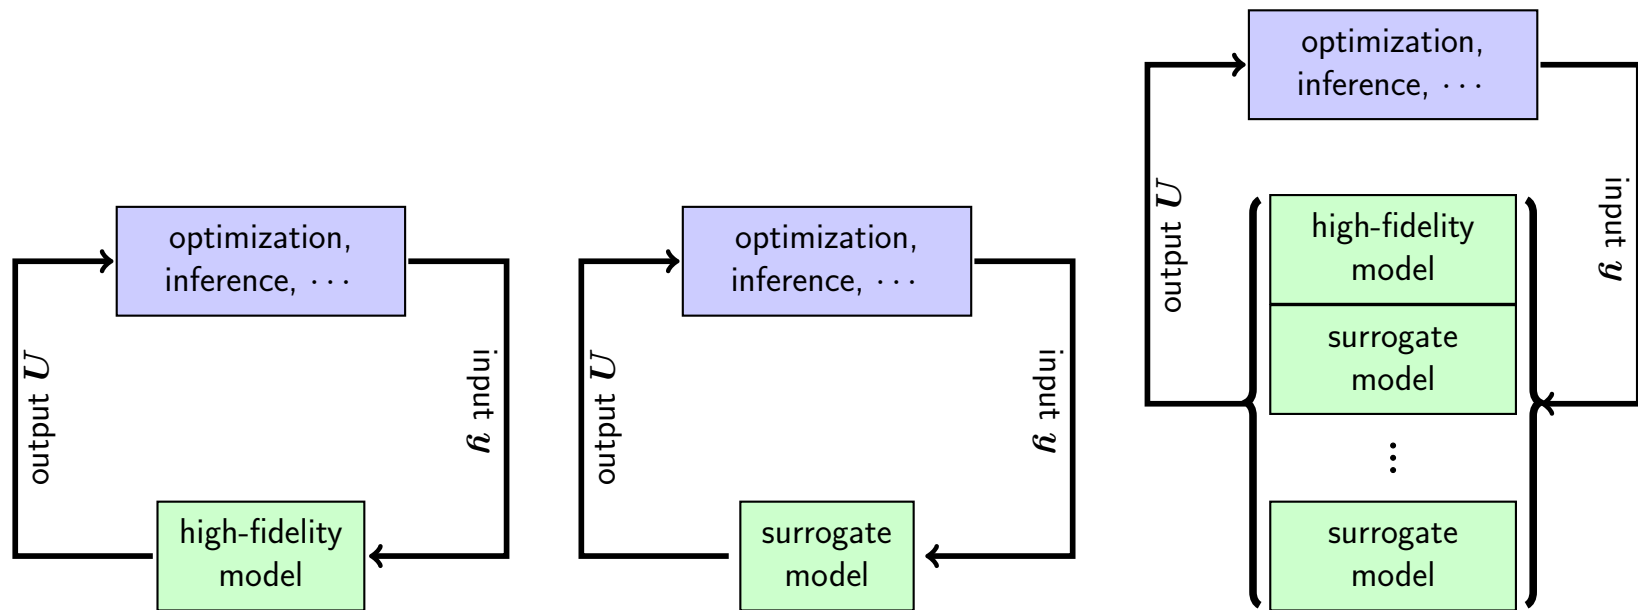 optimization,
inference, ···
output U
input y
high-fidelity
model
optimization,
inference, ···
output U
input y
surrogate
model
optimization,
inference, ···
output U
input y
high-fidelity
model
surrogate
model
⋮
surrogate
model